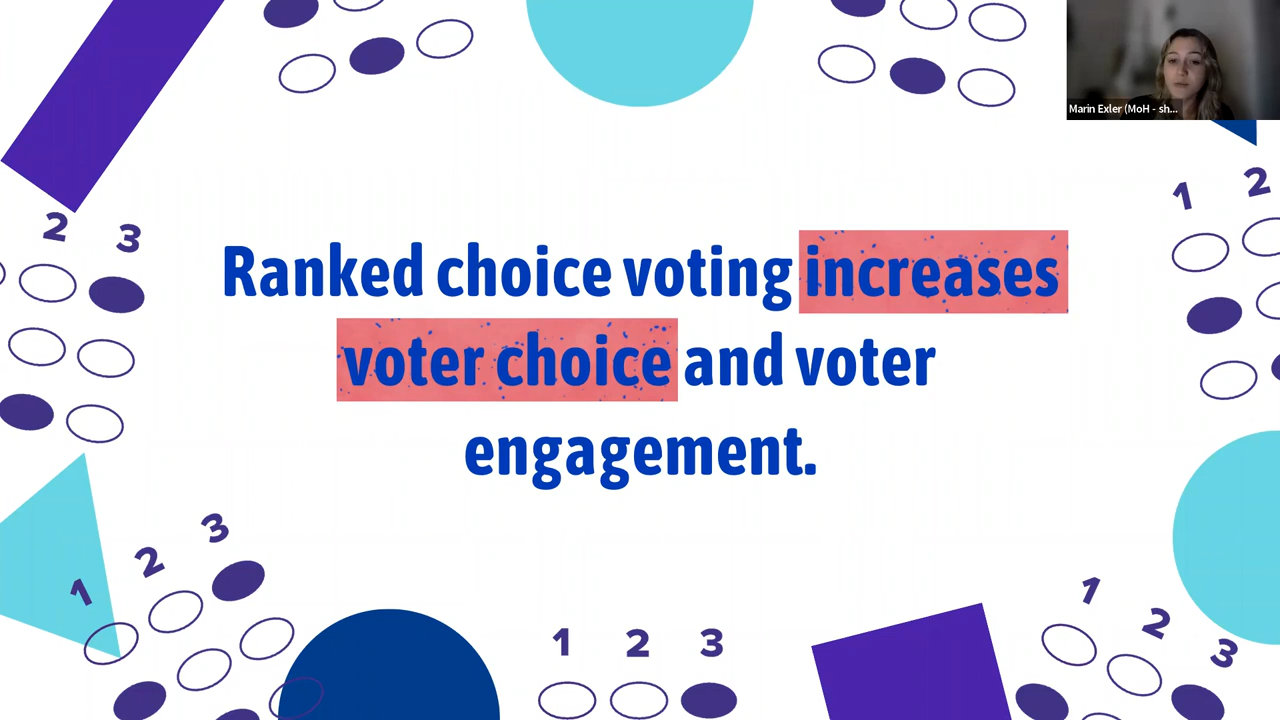 Marin Exler (MoH - sh...
2 3
1 2
Ranked choice voting increases
voter choice and voter
engagement.
1 2 3
1 2 3
1 2 3